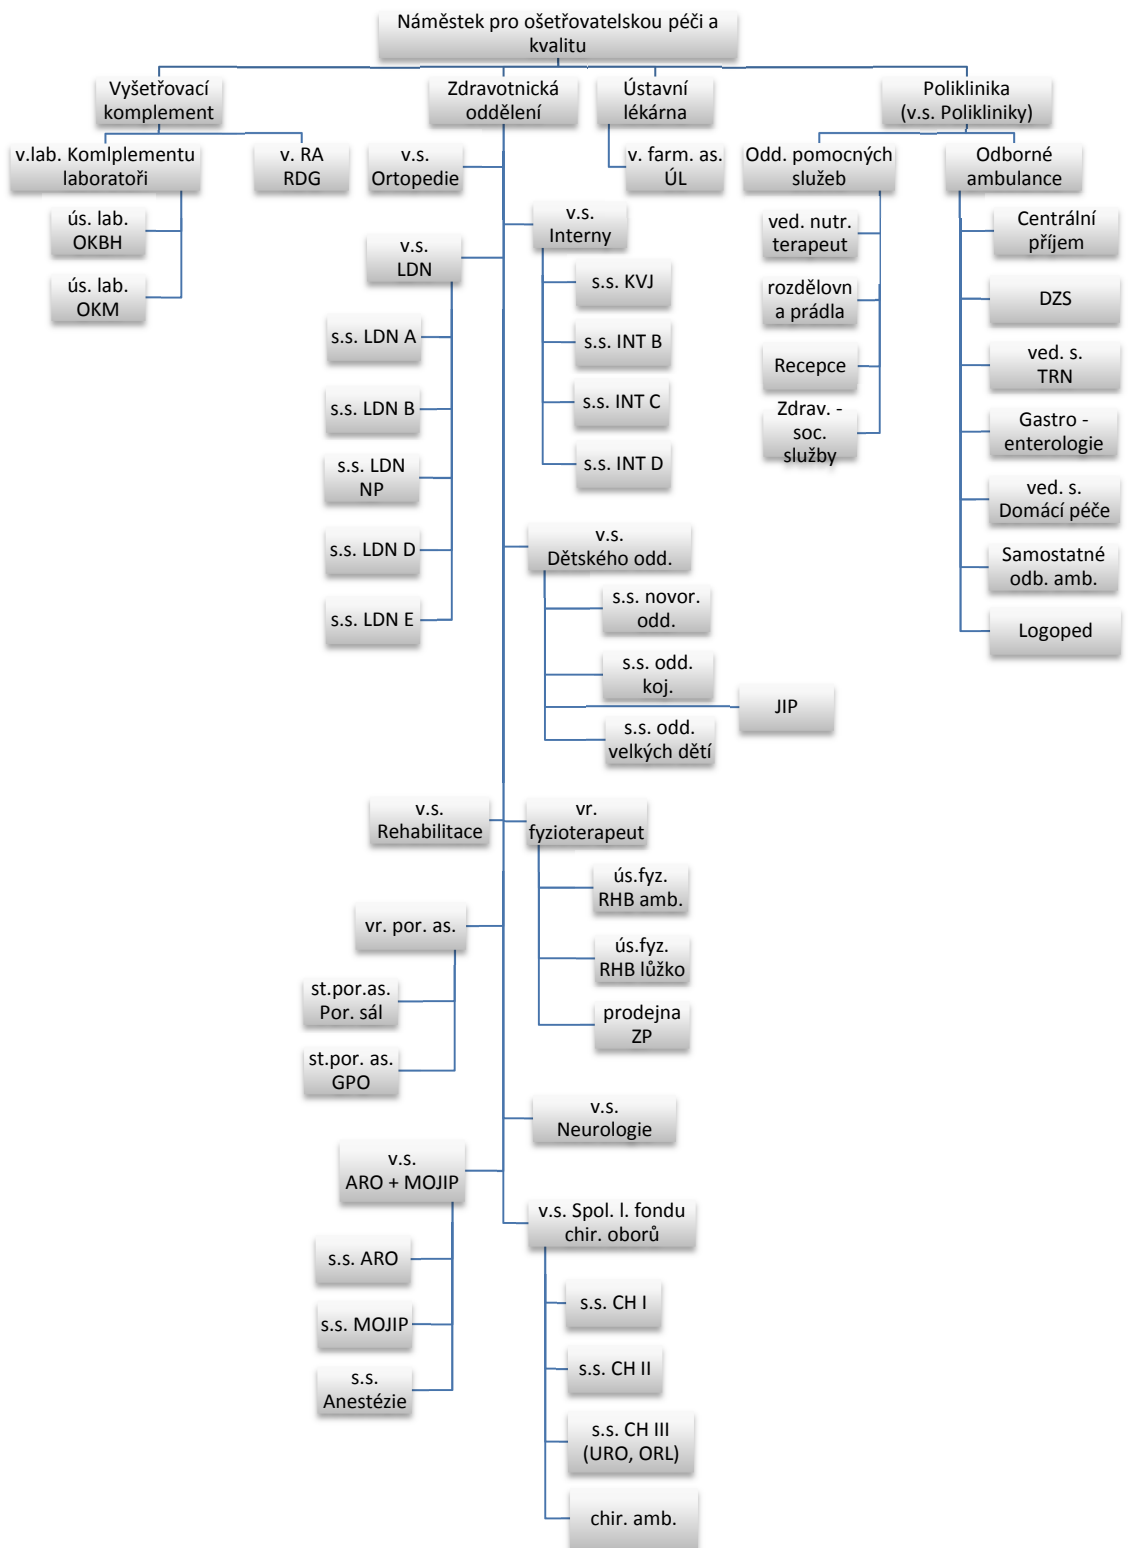 Náměstek pro ošetřovatelskou péči a
kvalitu
Vyšetřovací
komplement
Zdravotnická
oddělení
Ústavní
lékárna
Poliklinika
(v.s. Polikliniky)
v.lab. Komlplementu
laboratoři
v. RA
RDG
v.s.
Ortopedie
v. farm. as.
ÚL
Odd. pomocných
služeb
Odborné
ambulance
ús. lab.
OKBH
ús. lab.
OKM
v.s.
Interny
v.s.
LDN
s.s. KVJ
s.s. INT B
s.s. INT C
s.s. INT D
s.s. LDN A
s.s. LDN B
s.s. LDN
NP
s.s. LDN D
s.s. LDN E
ved. nutr.
terapeut
rozdělovn
a prádla
Recepce
Zdrav. -
soc.
služby
Centrální
příjem
DZS
ved. s.
TRN
Gastro -
enterologie
ved. s.
Domácí péče
Samostatné
odb. amb.
Logoped
v.s.
Dětského odd.
s.s. novor.
odd.
s.s. odd.
koj.
JIP
s.s. odd.
velkých dětí
v.s.
Rehabilitace
vr.
fyzioterapeut
ús.fyz.
RHB amb.
ús.fyz.
RHB lůžko
prodejna
ZP
vr. por. as.
st.por.as.
Por. sál
st.por. as.
GPO
v.s.
Neurologie
v.s.
ARO + MOJIP
s.s. ARO
s.s. MOJIP
s.s.
Anestézie
v.s. Spol. l. fondu
chir. oborů
s.s. CH I
s.s. CH II
s.s. CH III
(URO, ORL)
chir. amb.